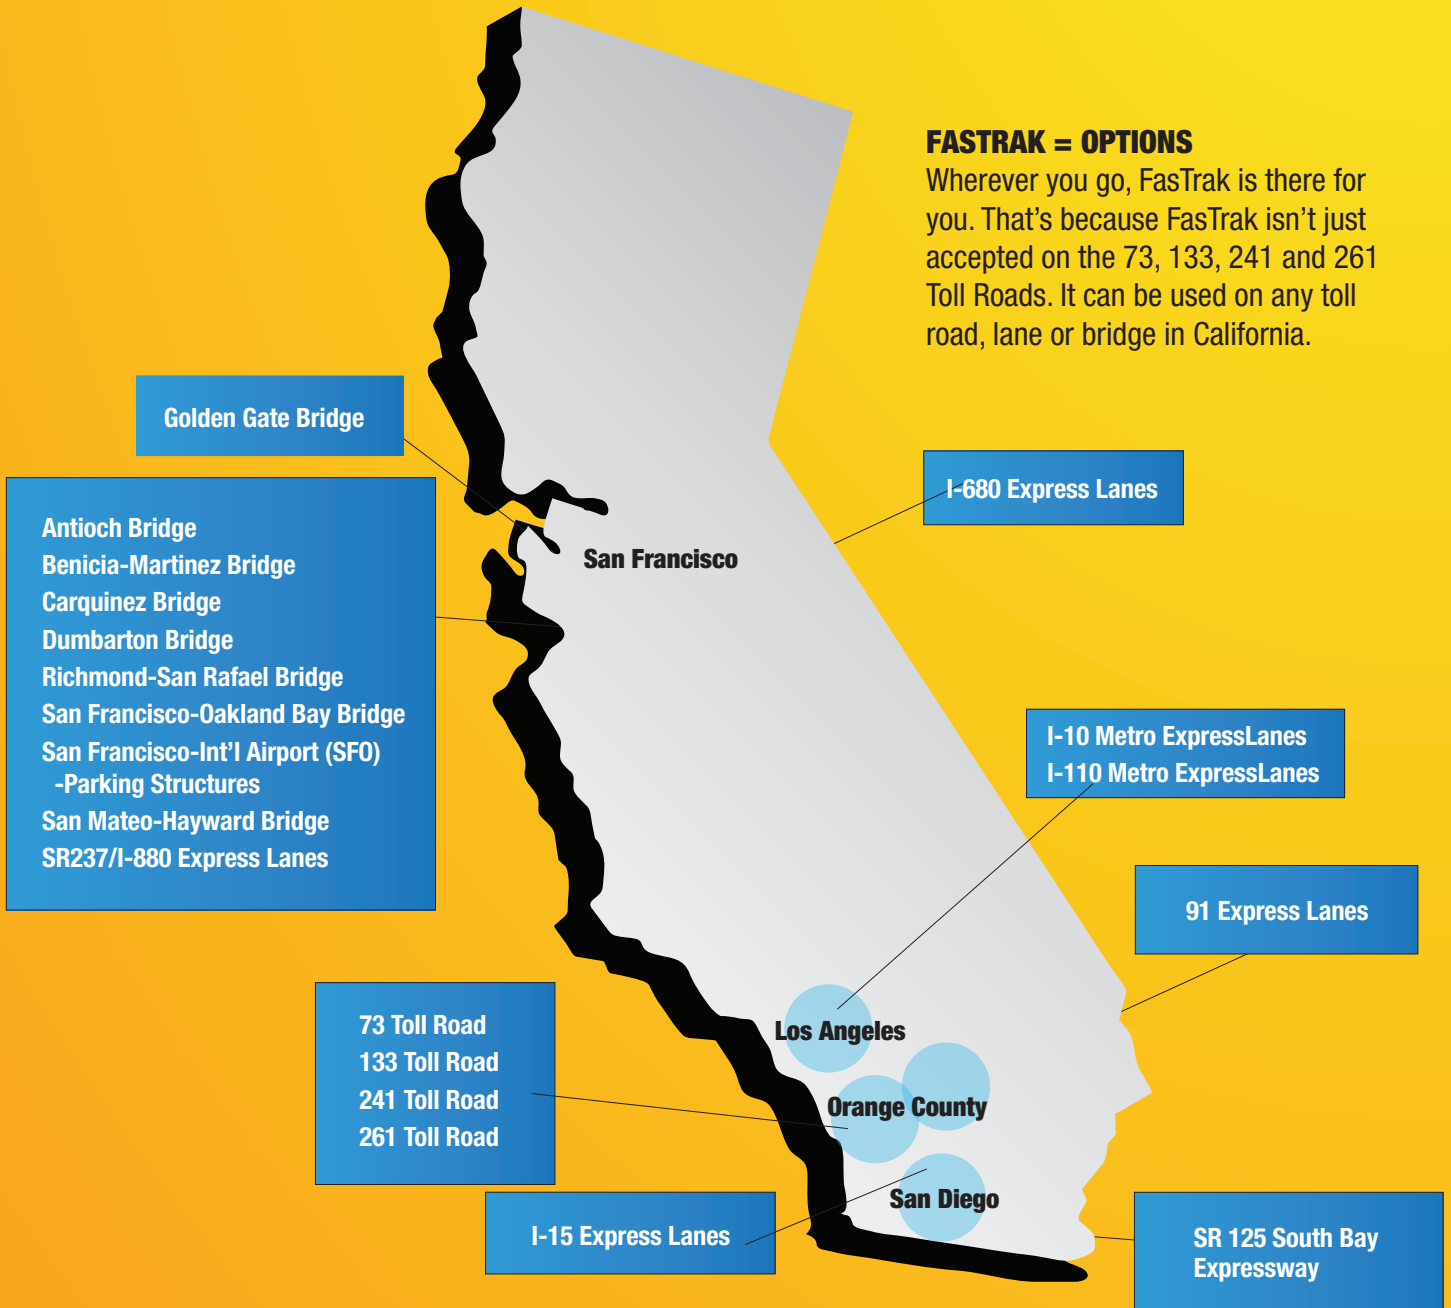 FASTRAK = OPTIONS
Wherever you go, FasTrak is there for
you. That’s because FasTrak isn’t just
accepted on the 73, 133, 241 and 261
Toll Roads. It can be used on any toll
road, lane or bridge in California.
Golden Gate Bridge
I-680 Express Lanes
Antioch Bridge
Benicia-Martinez Bridge
Carquinez Bridge
Dumbarton Bridge
Richmond-San Rafael Bridge
San Francisco-Oakland Bay Bridge
San Francisco-Int’l Airport (SFO)
-Parking Structures
San Mateo-Hayward Bridge
SR237/I-880 Express Lanes
San Francisco
I-10 Metro ExpressLanes
I-110 Metro ExpressLanes
91 Express Lanes
Los Angeles
73 Toll Road
133 Toll Road
241 Toll Road
261 Toll Road
Orange County
San Diego
I-15 Express Lanes
SR 125 South Bay
Expressway